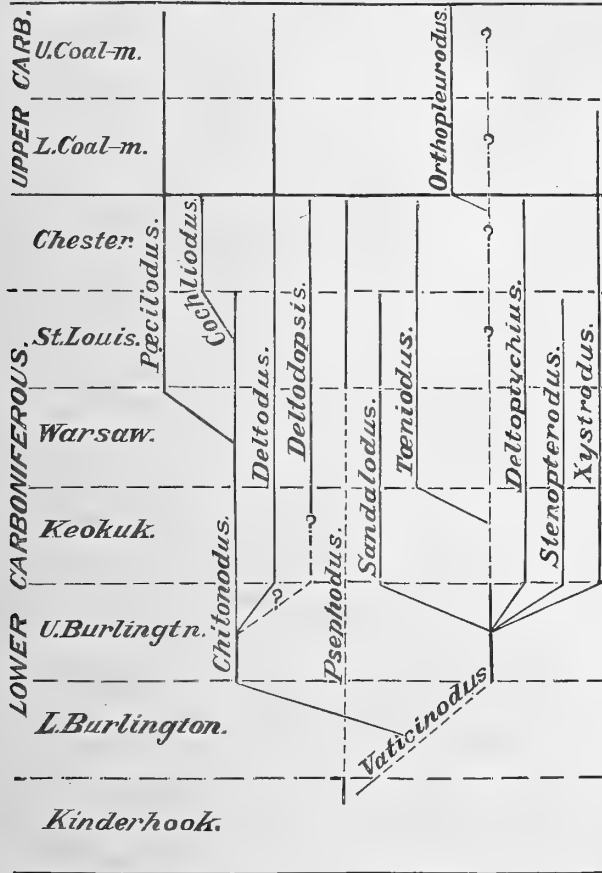 UPPER CARB.
U.Coal-m.
L.Coal-m.
LOWER CARBONIFEROUS.
Chester.
St.Louis.
Warsaw.
Keokuk.
U.Burlingtn.
L.Burlington.
Kinderhook.
Pœcilodus.
Cochliodus.
Chitonodus.
Deltodus.
?
Deltodopsis.
?
Psephodus.
Sandalodus.
Tæniodus.
Orthopleurodus.
?
?
?
?
Vaticinodus
Deltoptychius.
Stenopterodus.
Xystrodus.